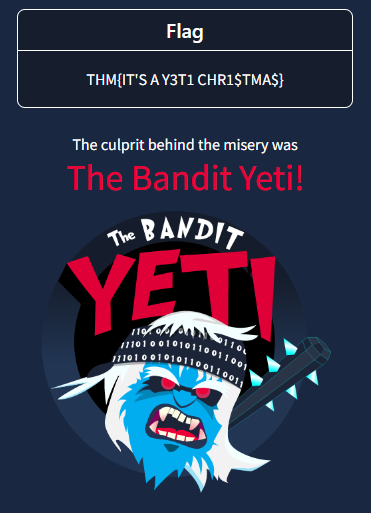 Flag
THM{IT'S A Y3T1 CHR1$TMA$}
The culprit behind the misery was
The Bandit Yeti!
The BANDIT
YETI